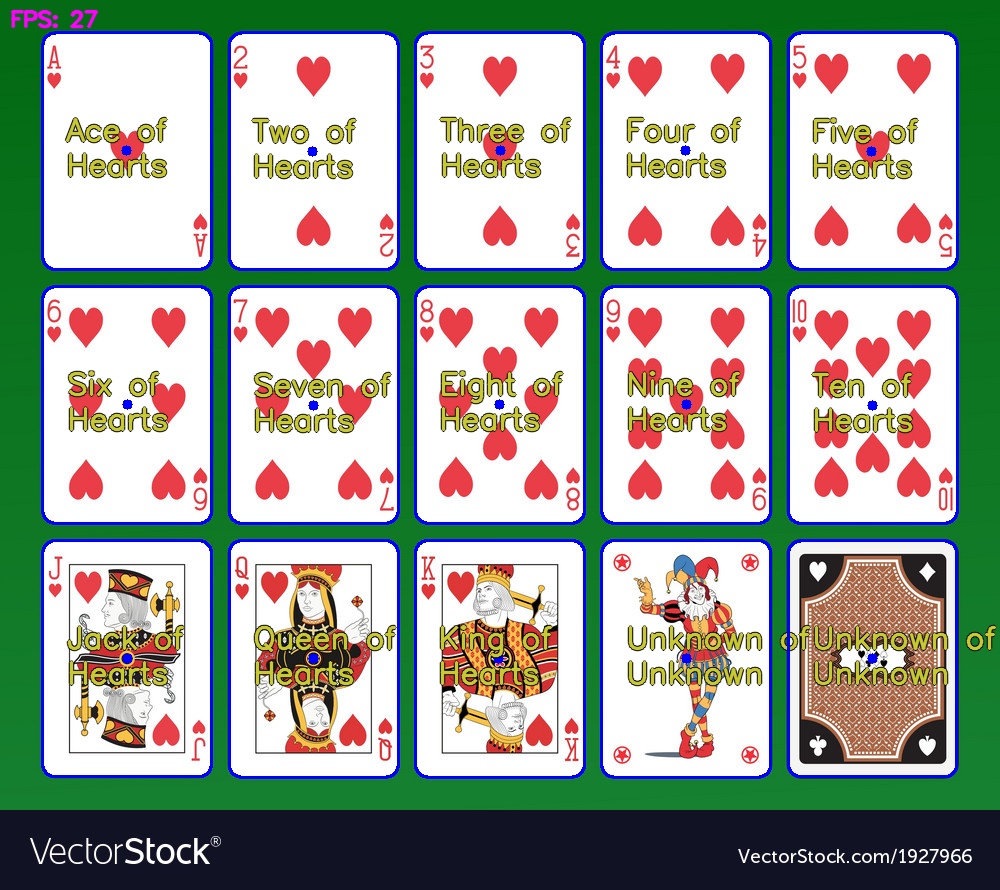 FPS: 27
A
2
3
4
5
Ace of
Hearts
Two of
Hearts
Three of
Hearts
Four of
Hearts
Five of
Hearts
A
2
3
4
5
6
7
8
9
10
Six of
Hearts
Seven of
Hearts
Eight of
Hearts
Nine of
Hearts
Ten of
Hearts
6
7
8
9
10
J
Q
K
Jack of
Hearts
Queen of
Hearts
King of
Hearts
Unknown of
Unknown
Unknown of
Unknown
J
Q
K
VectorStock®
VectorStock.com/1927966